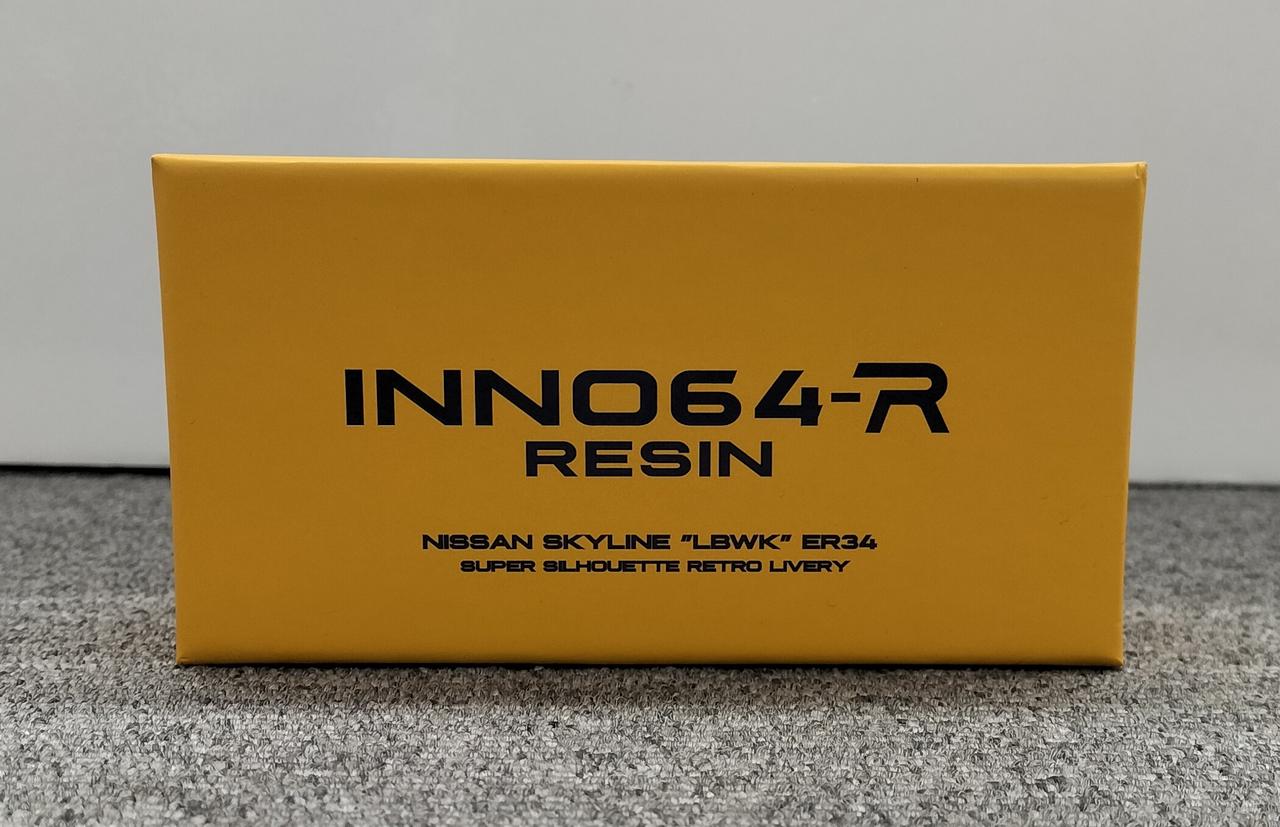 INNO64-R
RESIN
NISSAN SKYLINE "LBWK" ER34
SUPER SILHOUETTE RETRO LIVERY